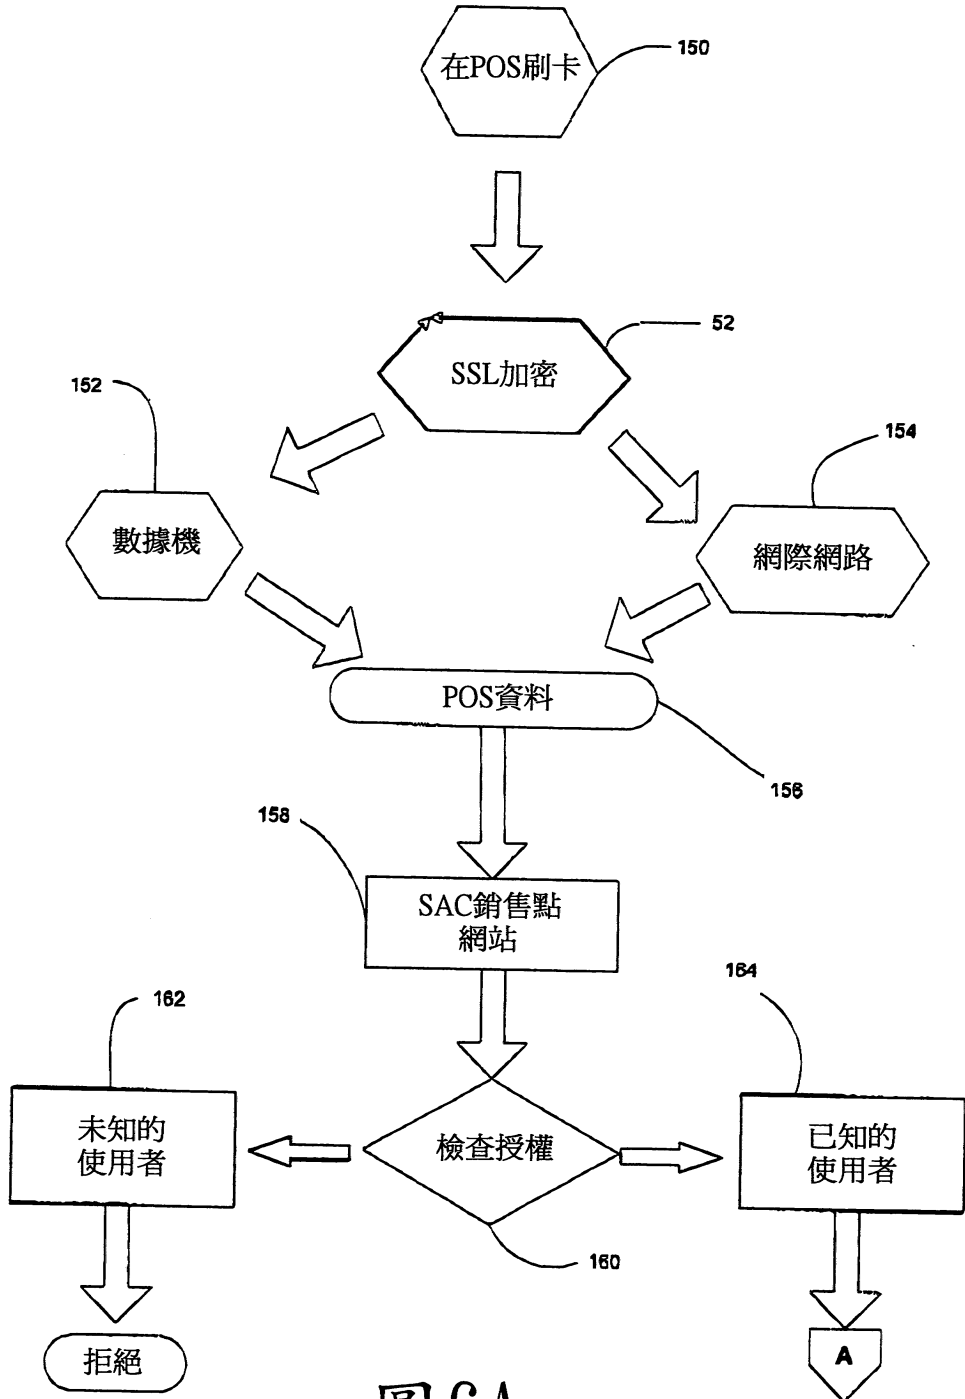 在POS刷卡
150
SSL加密
52
152
154
數據機
網際網路
POS資料
156
158
SAC銷售點
網站
162
164
未知的
使用者
檢查授權
已知的
使用者
160
拒絕
A
圖6A